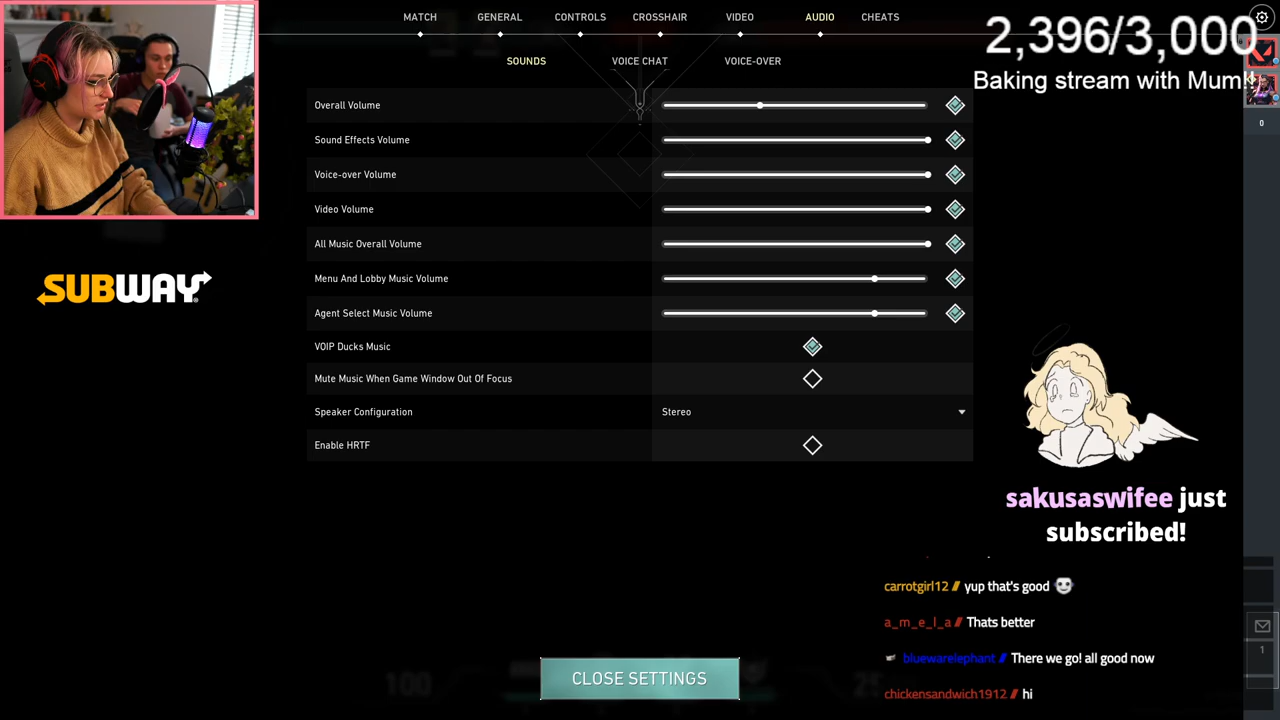 MATCH GENERAL CONTROLS CROSSHAIR VIDEO AUDIO CHEATS
SOUNDS VOICE CHAT VOICE-OVER
2,396/3,000
Baking stream with Mum!!
Overall Volume
Sound Effects Volume
Voice-over Volume
Video Volume
All Music Overall Volume
Menu And Lobby Music Volume
Agent Select Music Volume
VOIP Ducks Music
Mute Music When Game Window Out Of Focus
Speaker Configuration Stereo
Enable HRTF
0
SUBWAY
sakusaswifee just
subscribed!
carrotgirl12 // yup that's good
a_m_e_l_a // Thats better
bluewarelephant // There we go! all good now
chickensandwich1912 // hi
100
CLOSE SETTINGS
1